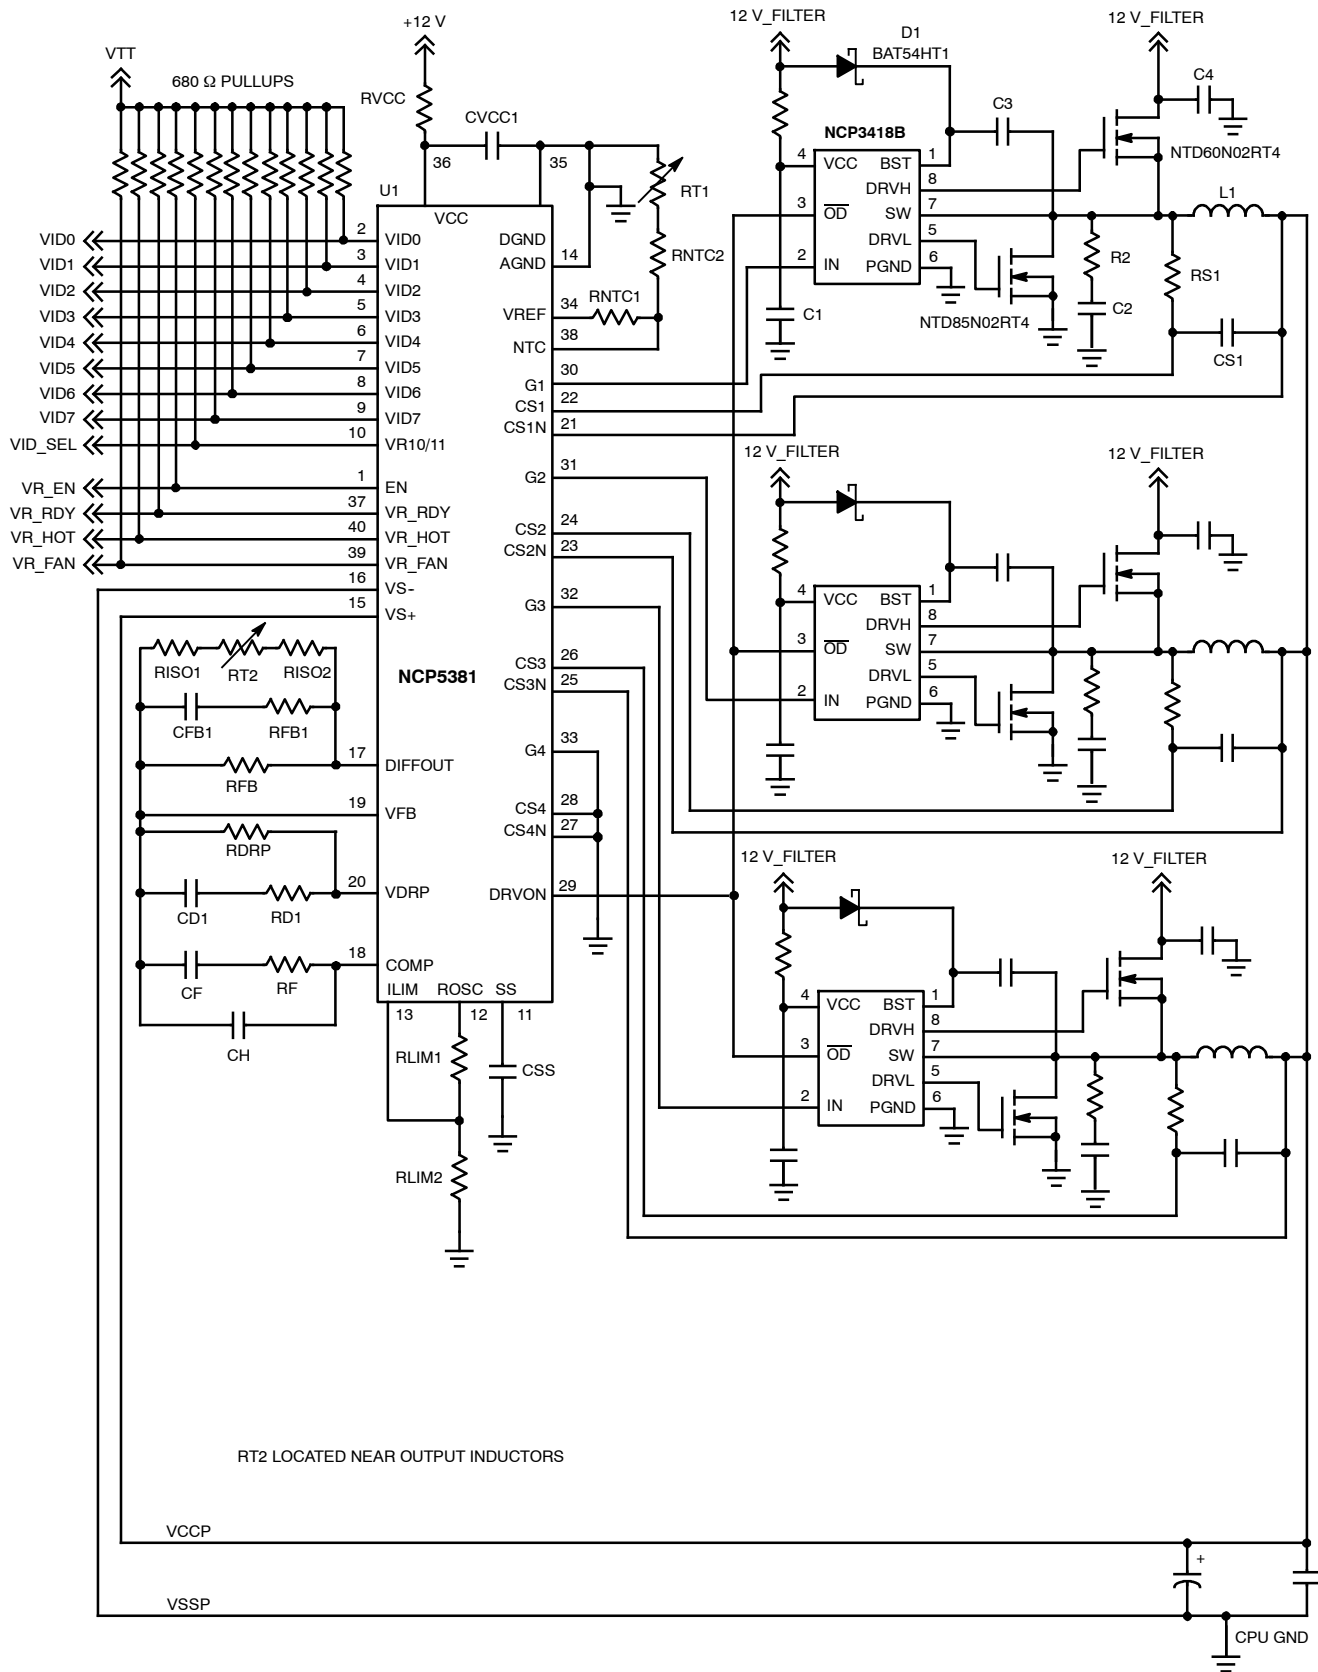 +12 V
12 V_FILTER
D1
BAT54HT1
12 V_FILTER
VTT
680 Ω PULLUPS
RVCC
CVCC1
C3
C4
NCP3418B
NTD60N02RT4
36
35
U1
VCC
RT1
4
VCC
BST
1
DRVH
8
3
OD
SW
7
L1
DRVL
5
2
IN
PGND
6
R2
RS1
C1
NTD85N02RT4
C2
CS1
VID0
2
VID0
DGND
VID1
3
VID1
AGND
14
RNTC2
VID2
4
VID2
VID3
5
VID3
VREF
34
RNTC1
VID4
6
VID4
NTC
38
VID5
7
VID5
G1
30
VID6
8
VID6
CS1
22
VID7
9
VID7
CS1N
21
VID_SEL
10
VR10/11
12 V_FILTER
12 V_FILTER
VR_EN
1
EN
G2
31
VR_RDY
37
VR_RDY
VR_HOT
40
VR_HOT
CS2
24
VR_FAN
39
VR_FAN
CS2N
23
16
VS-
15
VS+
G3
32
4
VCC
BST
1
DRVH
8
3
OD
SW
7
DRVL
5
2
IN
PGND
6
RISO1
RT2
RISO2
NCP5381
CS3
26
CS3N
25
CFB1
RFB1
17
DIFFOUT
G4
33
RFB
19
VFB
CS4
28
CS4N
27
RDRP
12 V_FILTER
12 V_FILTER
20
VDRP
DRVON
29
CD1
RD1
18
COMP
CF
RF
ILIM
ROSC
SS
13
12
11
CH
RLIM1
CSS
4
VCC
BST
1
DRVH
8
3
OD
SW
7
DRVL
5
2
IN
PGND
6
RLIM2
RT2 LOCATED NEAR OUTPUT INDUCTORS
VCCP
+
VSSP
CPU GND